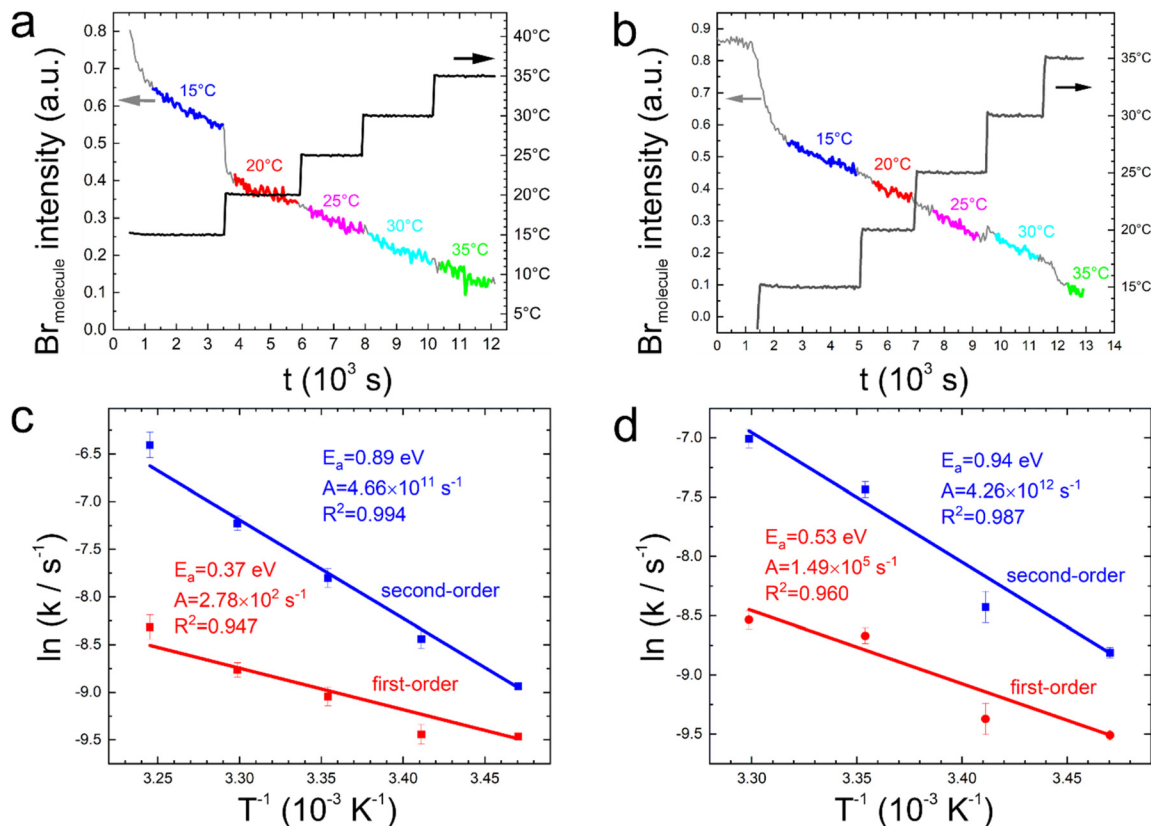 a
Br_molecule intensity (a.u.)
0.8
0.7
0.6
0.5
0.4
0.3
0.2
0.1
0.0
15°C
20°C
25°C
30°C
35°C
40°C
35°C
30°C
25°C
20°C
15°C
10°C
5°C
0 1 2 3 4 5 6 7 8 9 10 11 12
t (10³ s)
b
Br_molecule intensity (a.u.)
0.9
0.8
0.7
0.6
0.5
0.4
0.3
0.2
0.1
0.0
15°C
20°C
25°C
30°C
35°C
35°C
30°C
25°C
20°C
15°C
0 1 2 3 4 5 6 7 8 9 10 11 12 13 14
t (10³ s)
c
ln (k / s⁻¹)
-6.5
-7.0
-7.5
-8.0
-8.5
-9.0
-9.5
Eₐ=0.89 eV
A=4.66×10¹¹ s⁻¹
R²=0.994
second-order
Eₐ=0.37 eV
A=2.78×10² s⁻¹
R²=0.947
first-order
3.25 3.30 3.35 3.40 3.45
T⁻¹ (10⁻³ K⁻¹)
d
-7.0
-7.5
-8.0
-8.5
-9.0
-9.5
Eₐ=0.94 eV
A=4.26×10¹² s⁻¹
R²=0.987
second-order
Eₐ=0.53 eV
A=1.49×10⁵ s⁻¹
R²=0.960
first-order
3.30 3.35 3.40 3.45
T⁻¹ (10⁻³ K⁻¹)